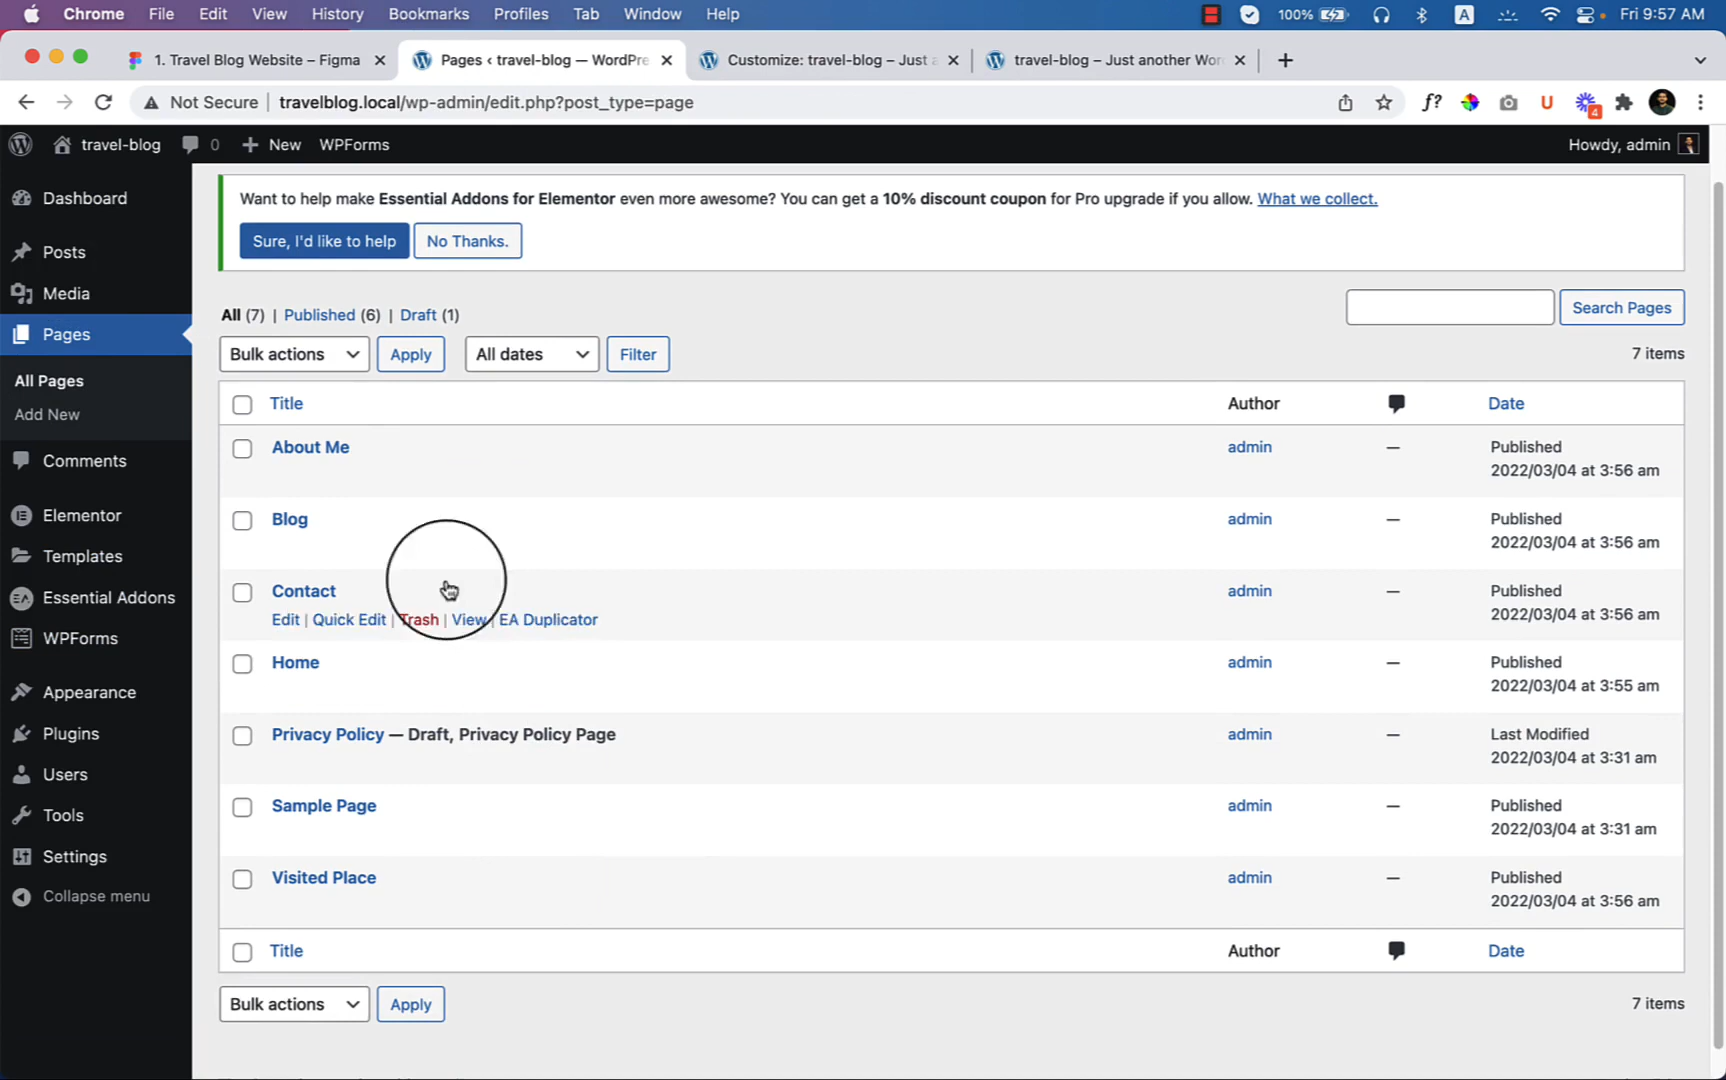 Chrome File Edit View History Bookmarks Profiles Tab Window Help 100% A Fri 9:57 AM
1. Travel Blog Website – Figma Pages ‹ travel-blog — WordPre Customize: travel-blog – Just a travel-blog – Just another Wor
Not Secure travelblog.local/wp-admin/edit.php?post_type=page f? U 4
travel-blog 0 New WPForms Howdy, admin
Dashboard
Posts
Media
Pages
All Pages
Add New
Comments
Elementor
Templates
EA Essential Addons
WPForms
Appearance
Plugins
Users
Tools
Settings
Collapse menu
Want to help make Essential Addons for Elementor even more awesome? You can get a 10% discount coupon for Pro upgrade if you allow. What we collect.
Sure, I'd like to help No Thanks.
All (7) | Published (6) | Draft (1)
Search Pages
Bulk actions Apply All dates Filter 7 items
Title Author Date
About Me admin — Published
2022/03/04 at 3:56 am
Blog admin — Published
2022/03/04 at 3:56 am
Contact admin — Published
2022/03/04 at 3:56 am
Edit | Quick Edit | Trash | View | EA Duplicator
Home admin — Published
2022/03/04 at 3:55 am
Privacy Policy — Draft, Privacy Policy Page admin — Last Modified
2022/03/04 at 3:31 am
Sample Page admin — Published
2022/03/04 at 3:31 am
Visited Place admin — Published
2022/03/04 at 3:56 am
Title Author Date
Bulk actions Apply 7 items